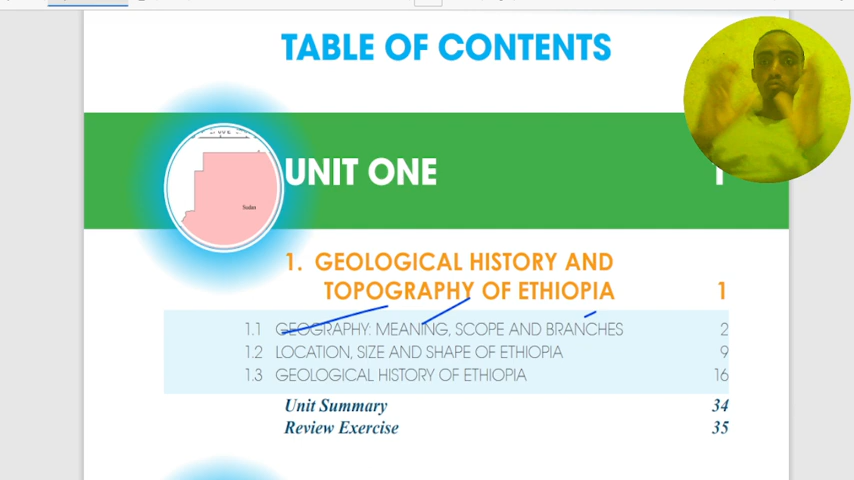 TABLE OF CONTENTS
Sudan
UNIT ONE 1
1. GEOLOGICAL HISTORY AND
TOPOGRAPHY OF ETHIOPIA 1
1.1 GEOGRAPHY: MEANING, SCOPE AND BRANCHES 2
1.2 LOCATION, SIZE AND SHAPE OF ETHIOPIA 9
1.3 GEOLOGICAL HISTORY OF ETHIOPIA 16
Unit Summary 34
Review Exercise 35